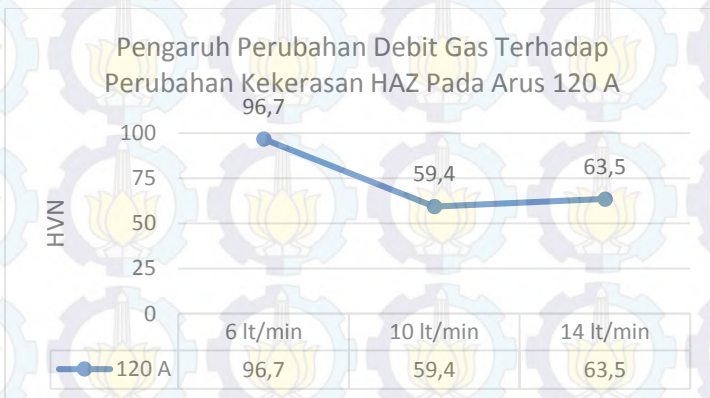 Pengaruh Perubahan Debit Gas Terhadap
Perubahan Kekerasan HAZ Pada Arus 120 A
96,7
59,4
63,5
100
75
50
25
0
HVN
6 lt/min 10 lt/min 14 lt/min
120 A 96,7 59,4 63,5